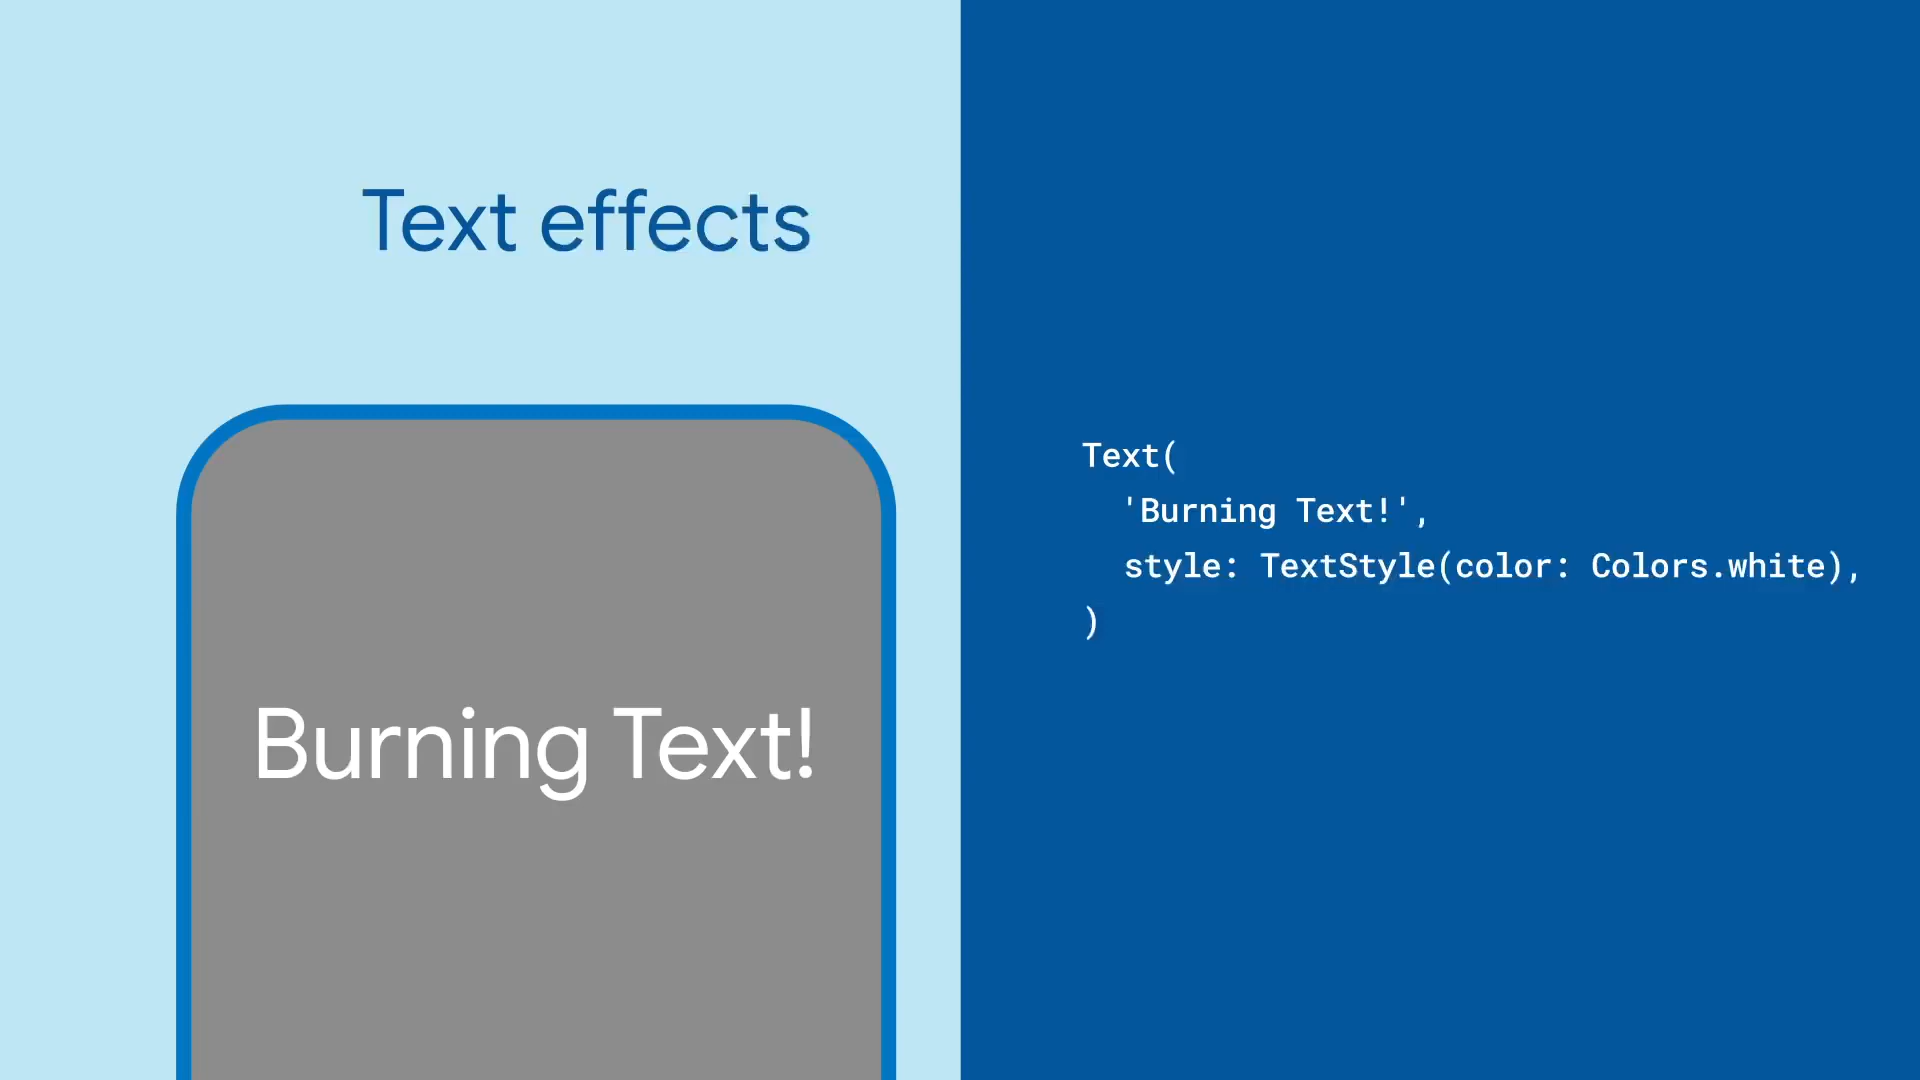 Text effects
Burning Text!
Text(
'Burning Text!',
style: TextStyle(color: Colors.white),
)